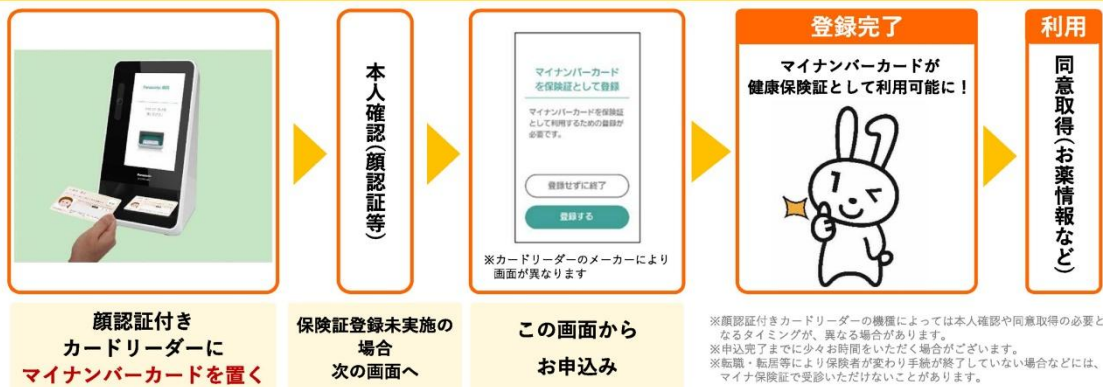 顔認証付き
カードリーダーに
マイナンバーカードを置く
本人確認(顔認証等)
保険証登録未実施の
場合
次の画面へ
マイナンバーカード
を保険証として登録
マイナンバーカードを保険証
として利用するための登録が
必要です。
登録せずに終了
登録する
※カードリーダーのメーカーにより
画面が異なります
この画面から
お申込み
登録完了
マイナンバーカードが
健康保険証として利用可能に！
利用
同意取得(お薬情報など)
※顔認証付きカードリーダーの機種によっては本人確認や同意取得の必要と
なるタイミングが、異なる場合があります。
※申込完了までに少々お時間をいただく場合がございます。
※転職・転居等により保険者が変わり手続が終了していない場合などには、
マイナ保険証で受診いただけないことがあります。